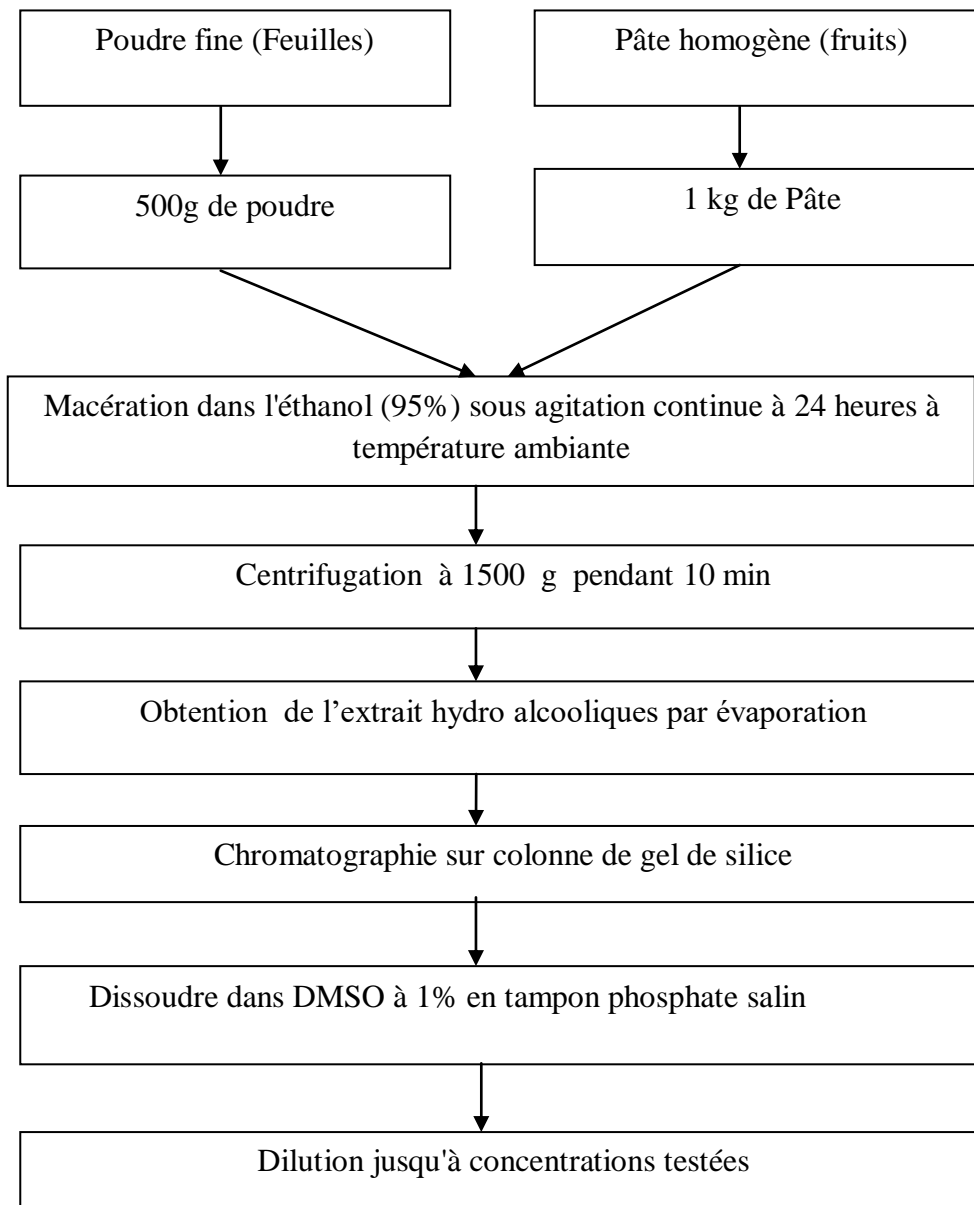 Poudre fine (Feuilles)
Pâte homogène (fruits)
500g de poudre
1 kg de Pâte
Macération dans l'éthanol (95%) sous agitation continue à 24 heures à
température ambiante
Centrifugation à 1500 g pendant 10 min
Obtention de l’extrait hydro alcooliques par évaporation
Chromatographie sur colonne de gel de silice
Dissoudre dans DMSO à 1% en tampon phosphate salin
Dilution jusqu'à concentrations testées